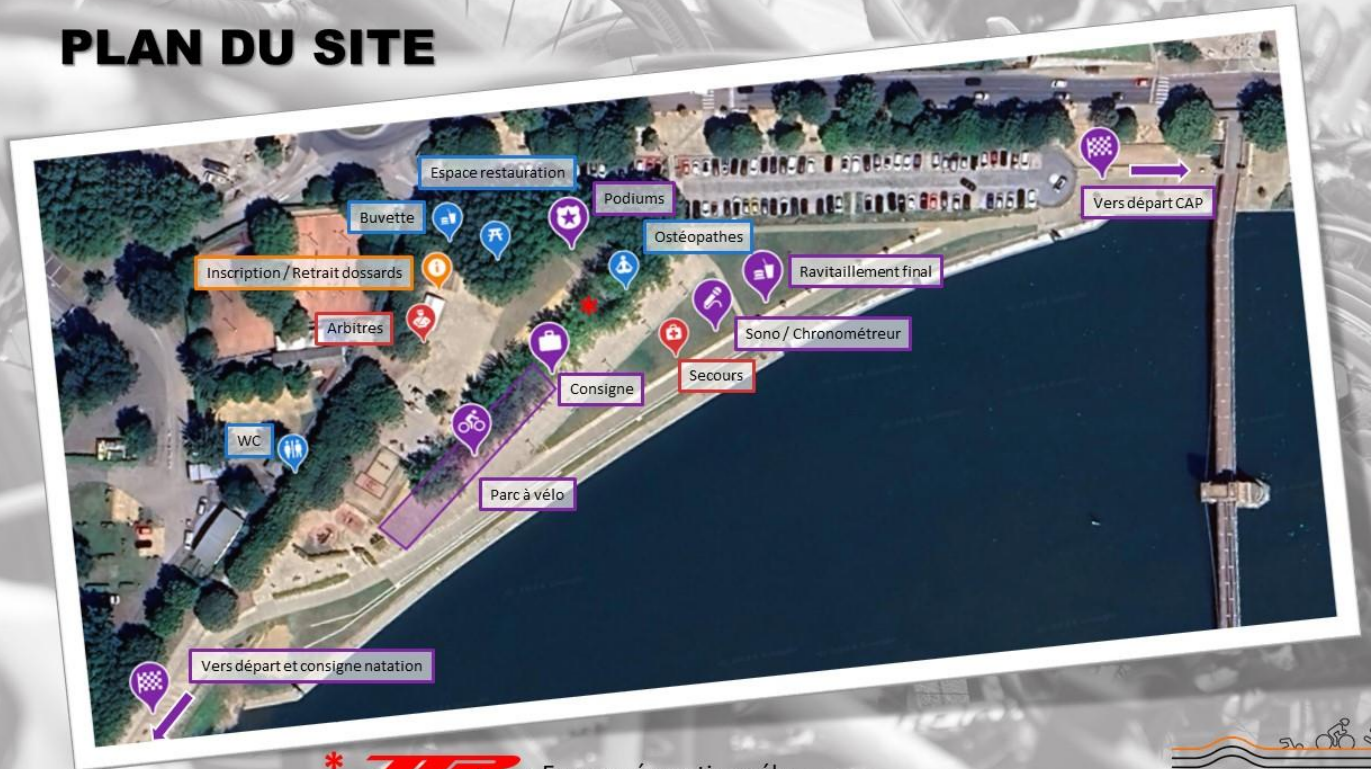 PLAN DU SITE
Espace restauration
Podiums
Vers départ CAP
Buvette
Ostéopathes
Inscription / Retrait dossards
Ravitaillement final
Arbitres
Sono / Chronométreur
Secours
Consigne
WC
Parc à vélo
Vers départ et consigne natation
*